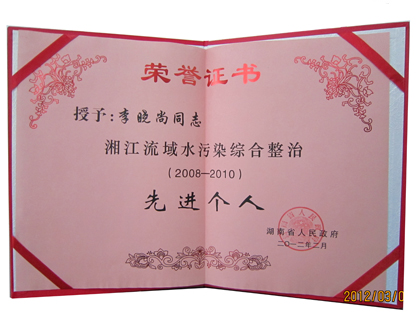 荣誉证书
授予:李晓尚同志
湘江流域水污染综合整治
(2008—2010)
先进个人
湖南省人民政府
二〇一二年二月
2012/03/0